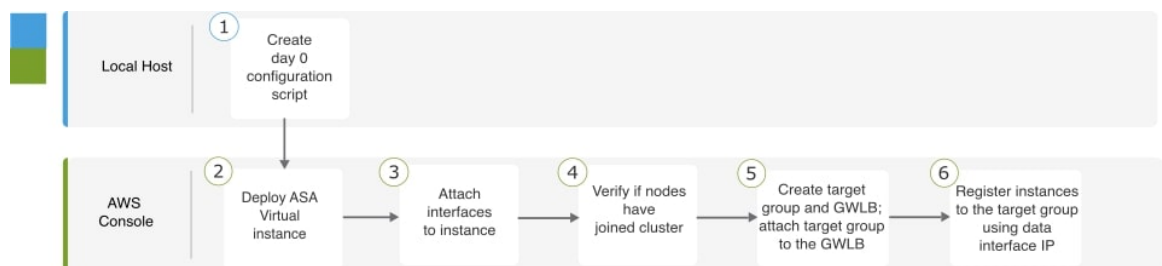 1
Local Host
Create
day 0
configuration
script
2
3
4
5
6
AWS
Console
Deploy ASA
Virtual
instance
Attach
interfaces
to instance
Verify if nodes
have
joined cluster
Create target
group and GWLB;
attach target group
to the GWLB
Register instances
to the target group
using data
interface IP